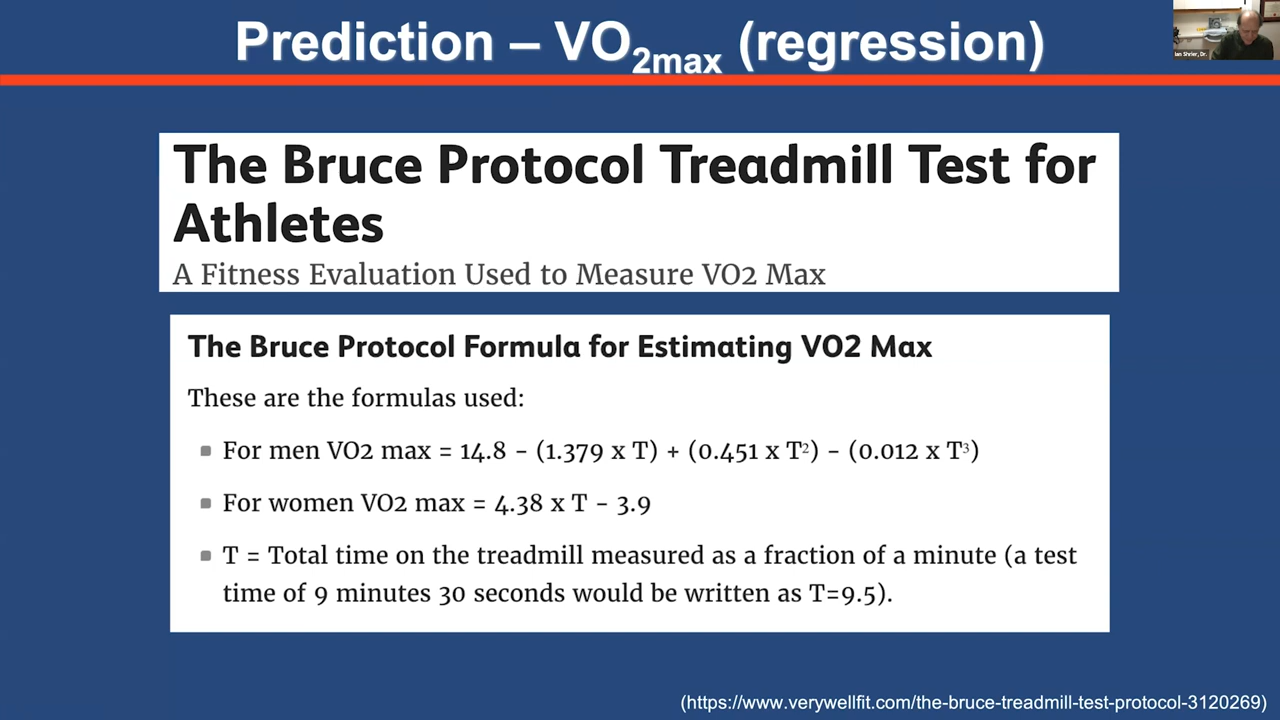 Prediction – VO2max (regression)
Ian Shrier, Dr.
The Bruce Protocol Treadmill Test for
Athletes
A Fitness Evaluation Used to Measure VO2 Max
The Bruce Protocol Formula for Estimating VO2 Max
These are the formulas used:
For men VO2 max = 14.8 - (1.379 x T) + (0.451 x T²) - (0.012 x T³)
For women VO2 max = 4.38 x T - 3.9
T = Total time on the treadmill measured as a fraction of a minute (a test
time of 9 minutes 30 seconds would be written as T=9.5).
(https://www.verywellfit.com/the-bruce-treadmill-test-protocol-3120269)